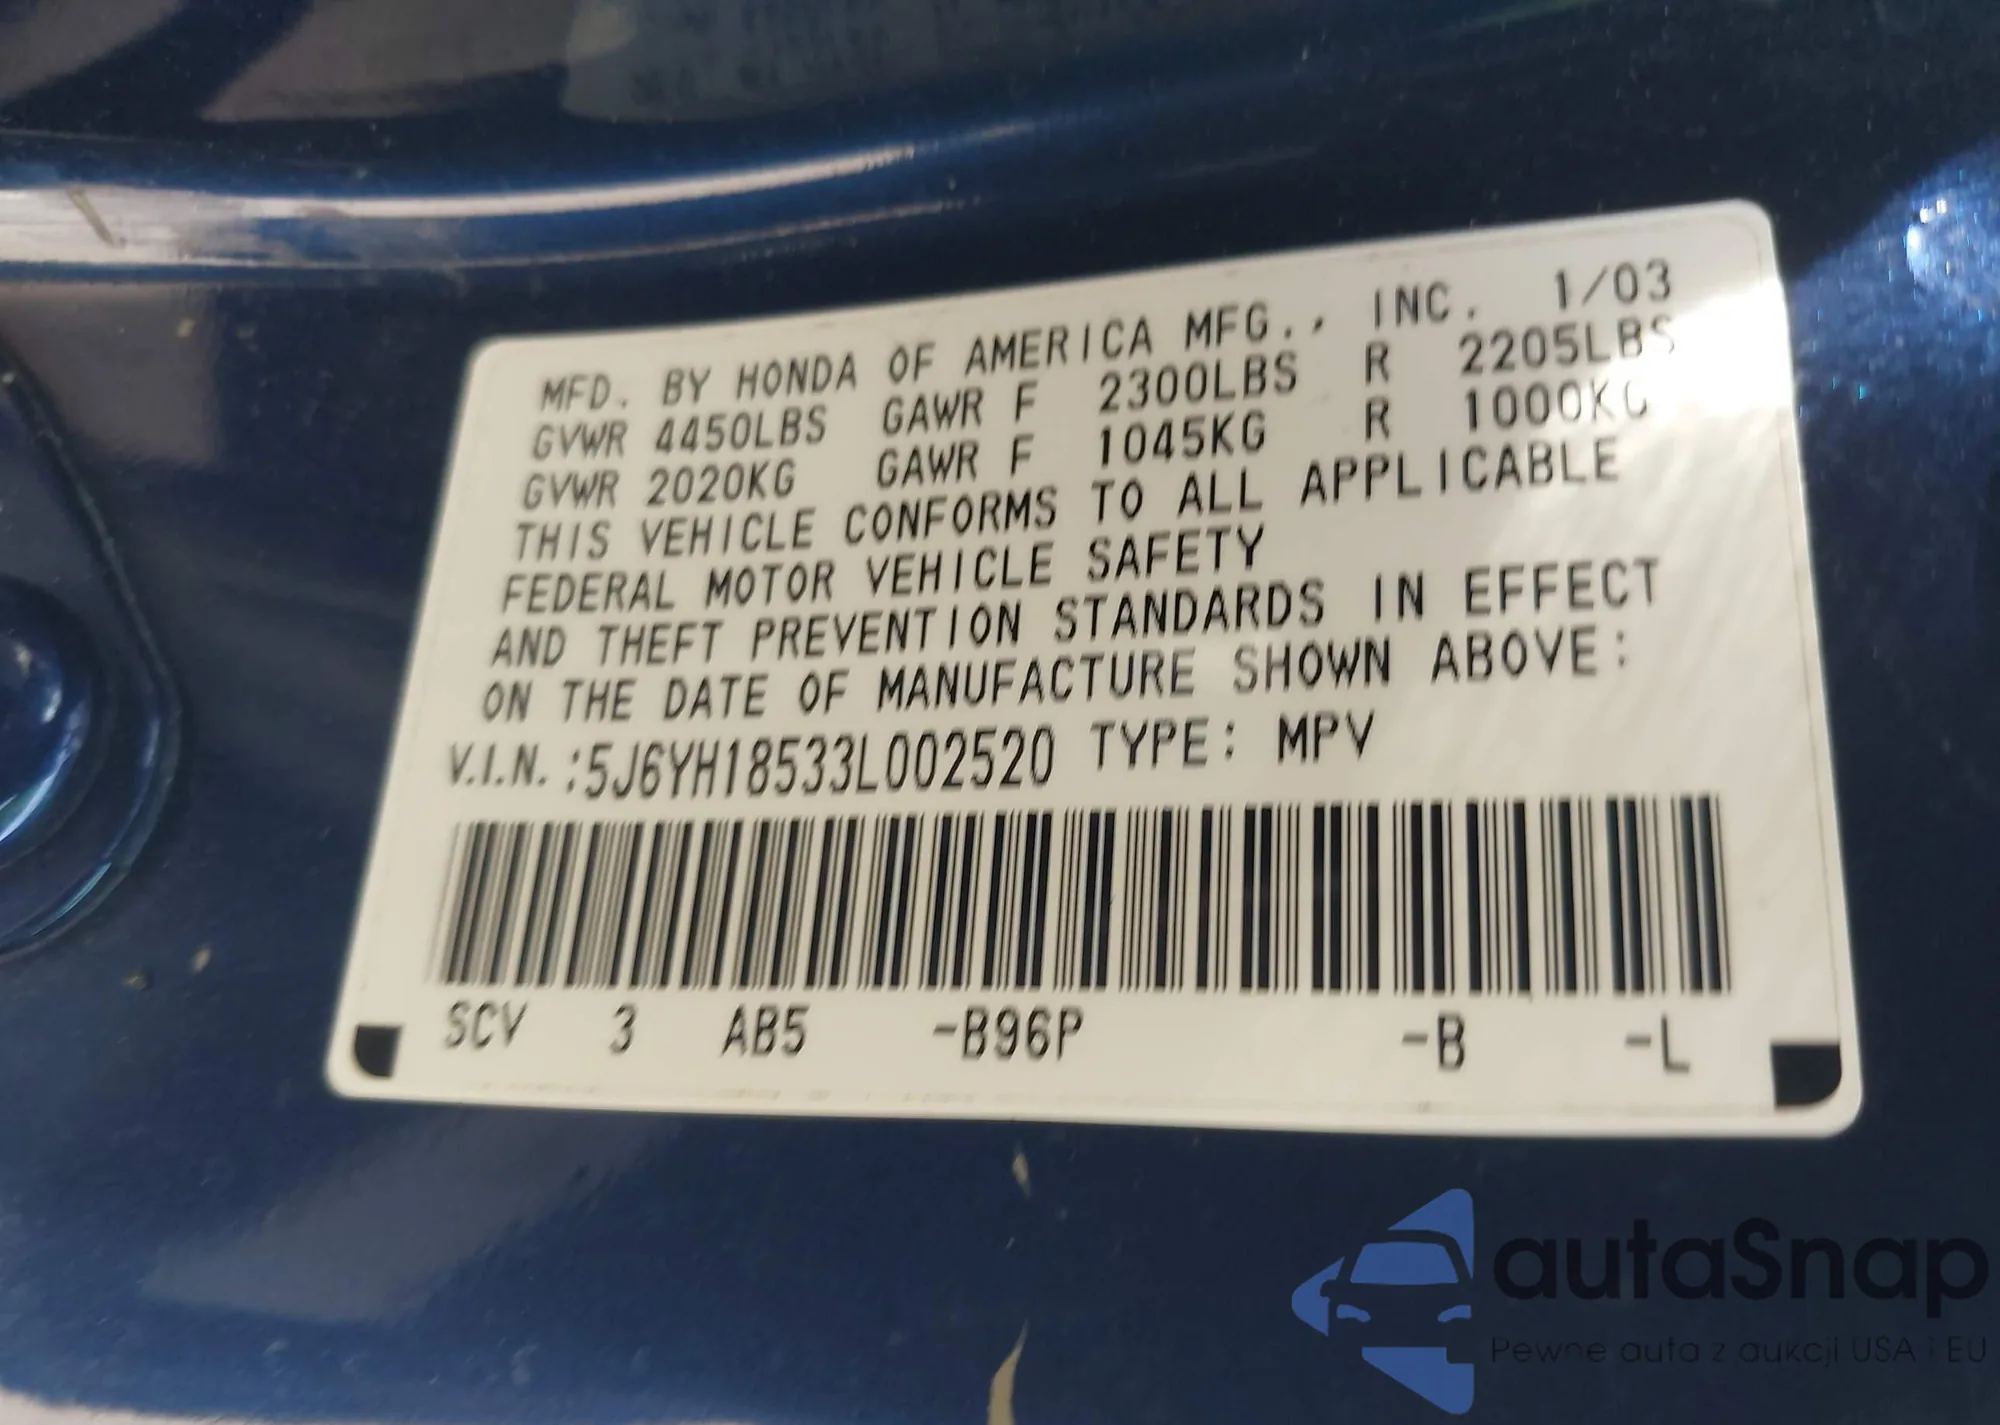 MFD. BY HONDA OF AMERICA MFG., INC. 1/03
GVWR 4450LBS GAWR F 2300LBS R 2205LBS
GVWR 2020KG GAWR F 1045KG R 1000KG
THIS VEHICLE CONFORMS TO ALL APPLICABLE
FEDERAL MOTOR VEHICLE SAFETY
AND THEFT PREVENTION STANDARDS IN EFFECT
ON THE DATE OF MANUFACTURE SHOWN ABOVE:
V.I.N.:5J6YH18533L002520 TYPE: MPV
SCV 3 AB5 -B96P -B -L
autaSnap
Pewne auta z aukcji USA i EU